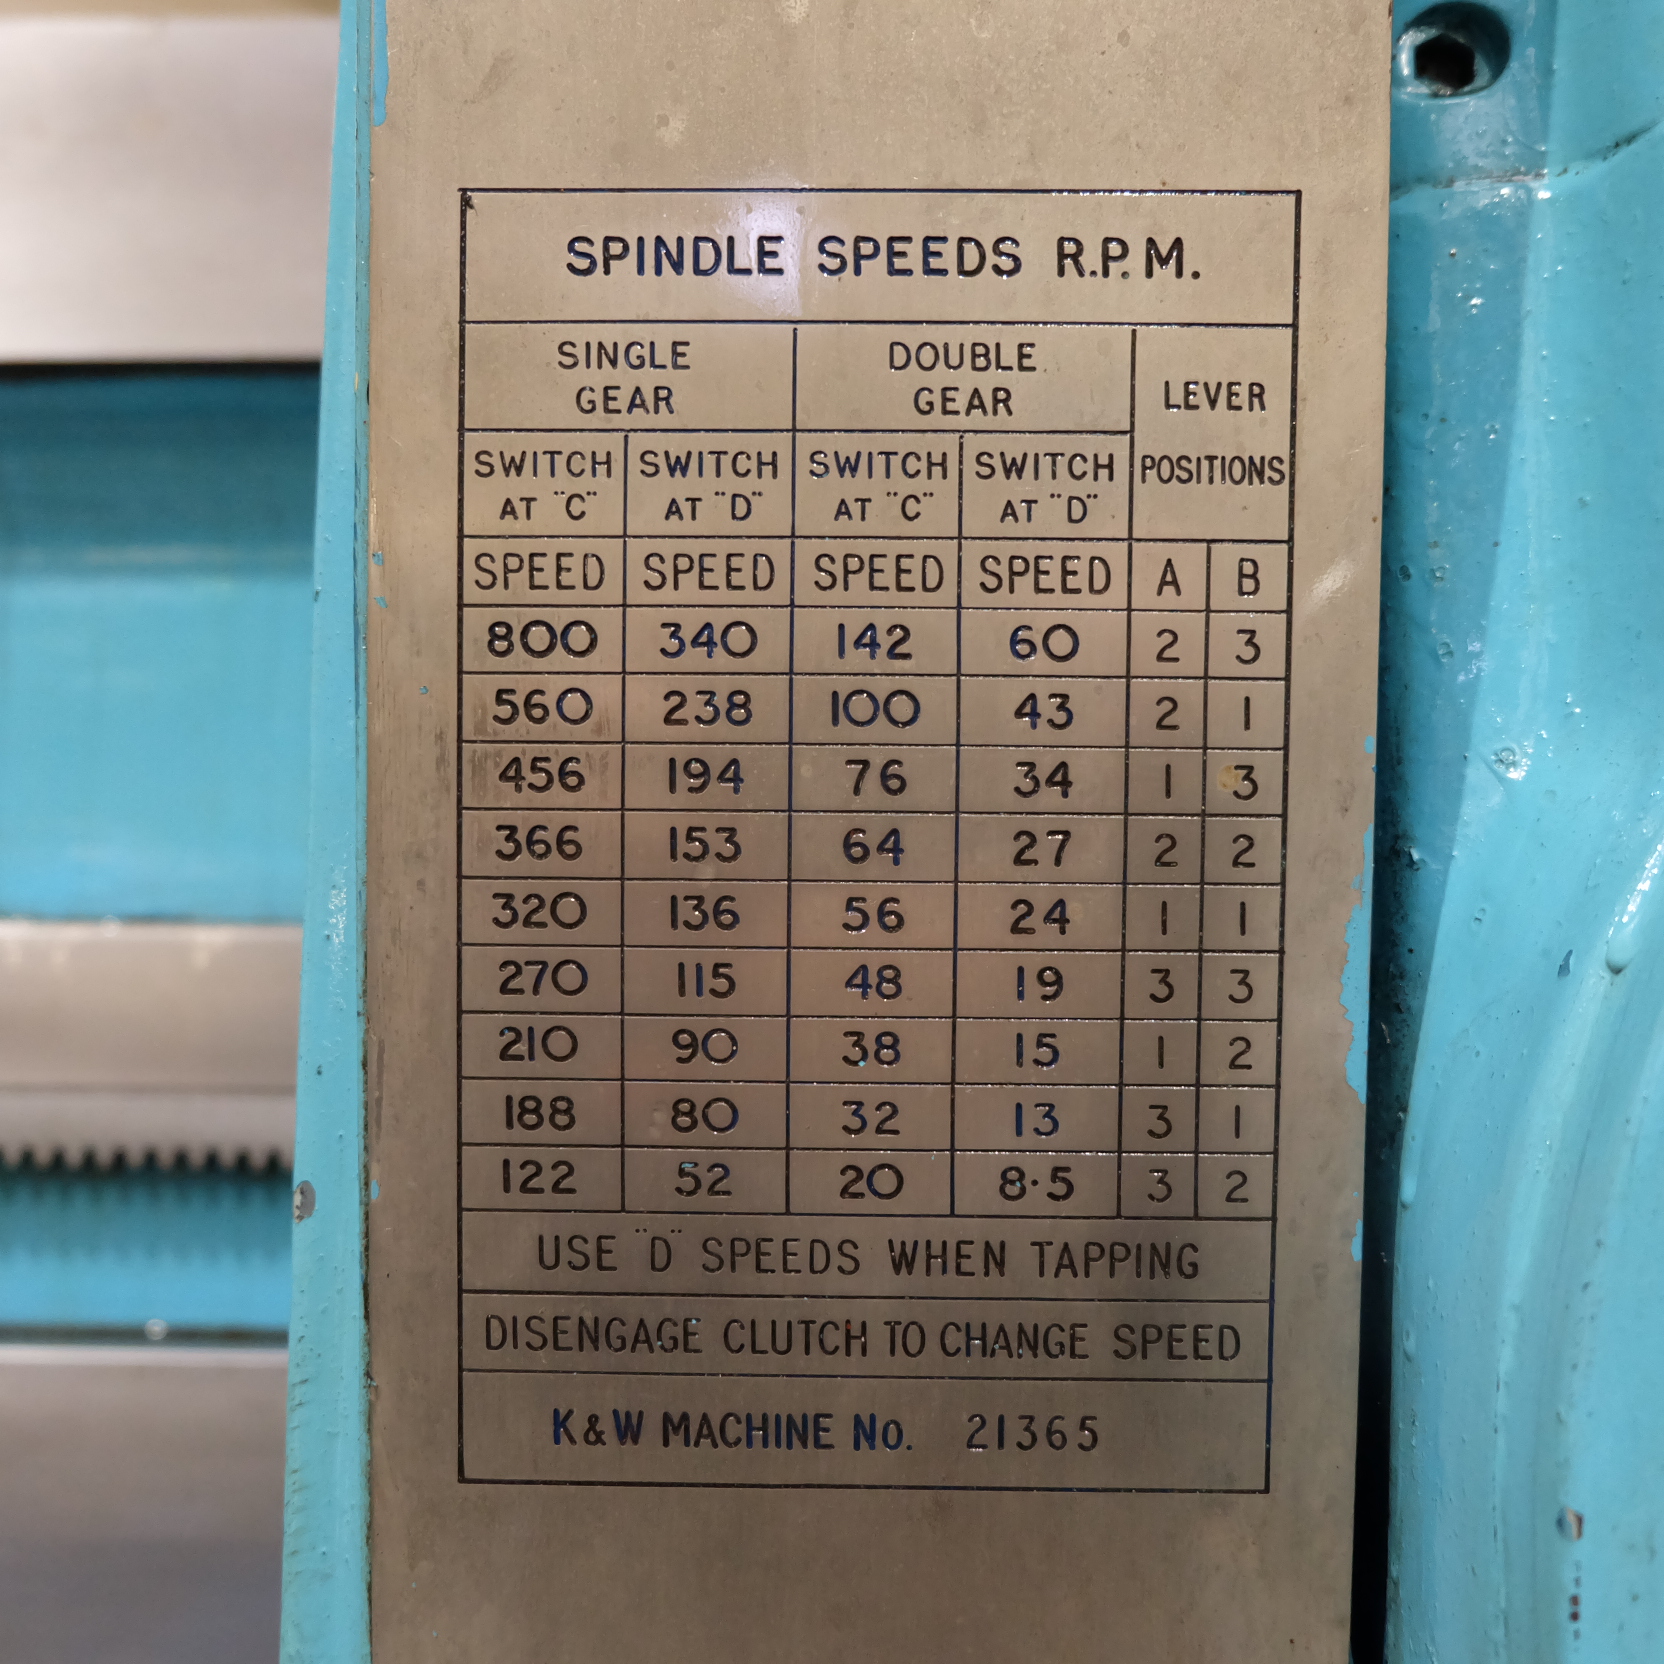 SPINDLE SPEEDS R.P.M.
SINGLE GEAR DOUBLE GEAR LEVER POSITIONS
SWITCH AT "C" SWITCH AT "D" SWITCH AT "C" SWITCH AT "D"
SPEED SPEED SPEED SPEED A B
800 340 142 60 2 3
560 238 100 43 2 1
456 194 76 34 1 3
366 153 64 27 2 2
320 136 56 24 1 1
270 115 48 19 3 3
210 90 38 15 1 2
188 80 32 13 3 1
122 52 20 8·5 3 2
USE "D" SPEEDS WHEN TAPPING
DISENGAGE CLUTCH TO CHANGE SPEED
K&W MACHINE No. 21365